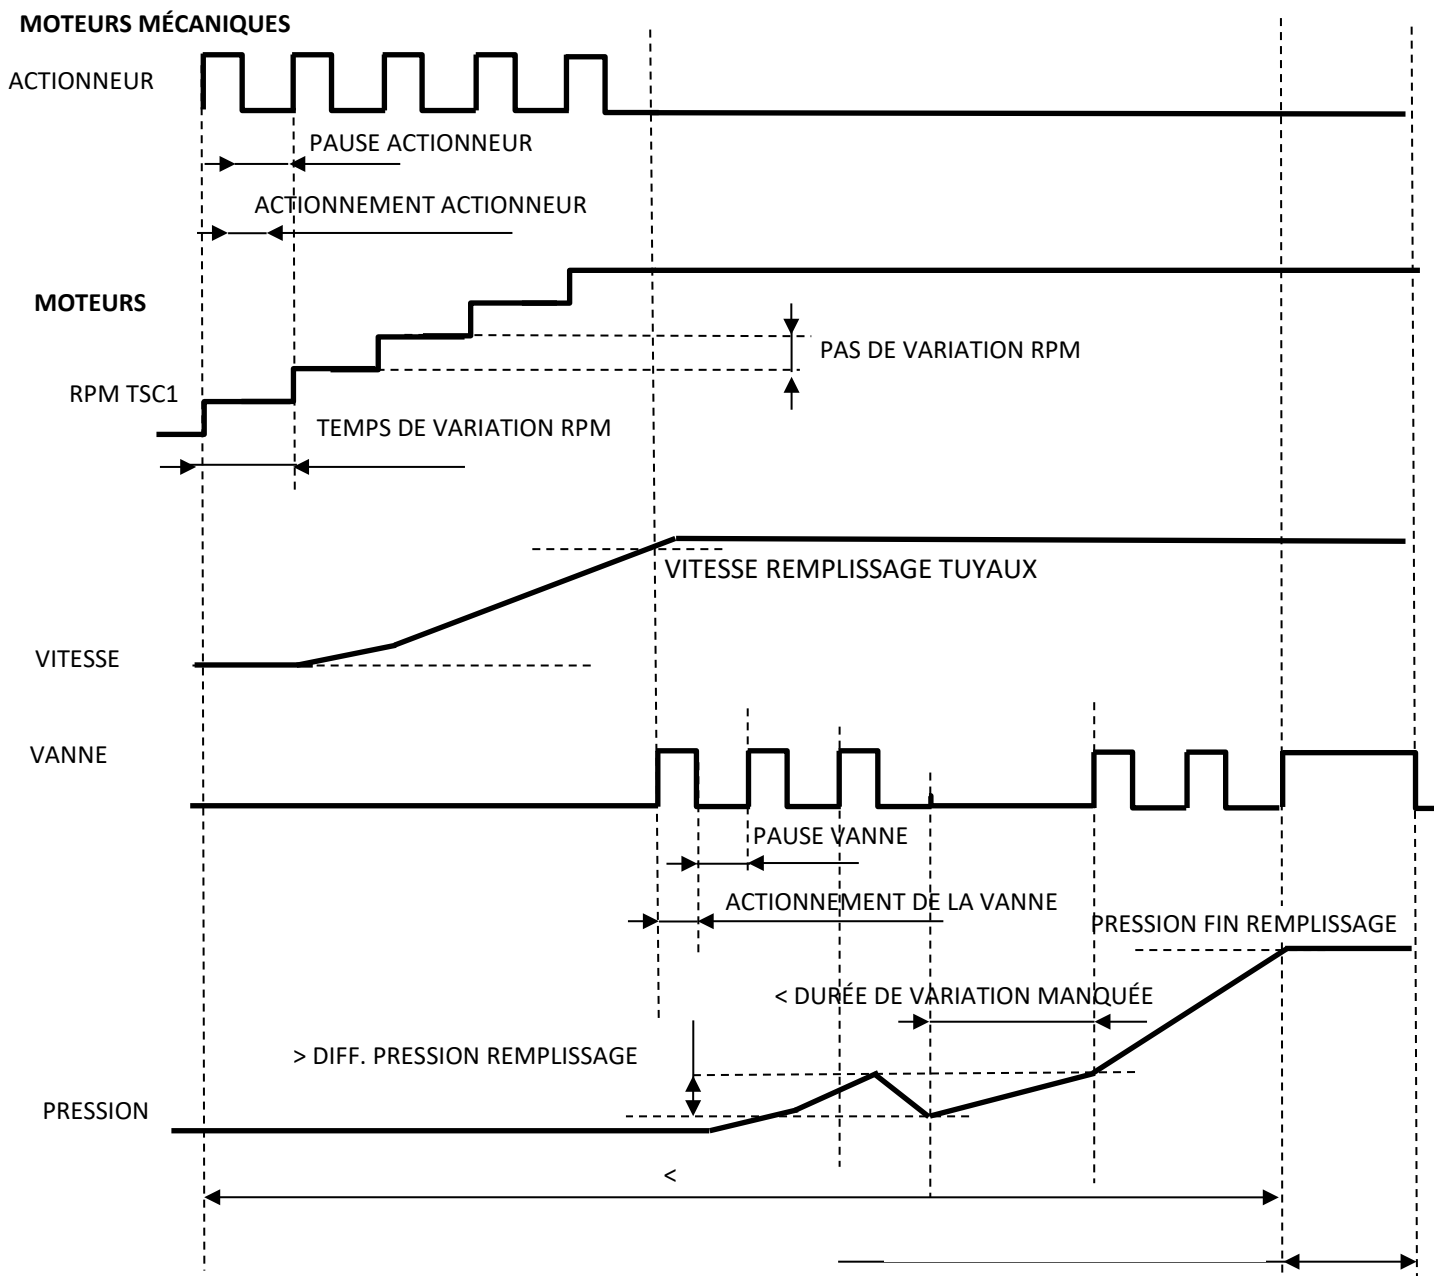 MOTEURS MÉCANIQUES
ACTIONNEUR
PAUSE ACTIONNEUR
ACTIONNEMENT ACTIONNEUR
MOTEURS
PAS DE VARIATION RPM
RPM TSC1
TEMPS DE VARIATION RPM
VITESSE REMPLISSAGE TUYAUX
VITESSE
VANNE
PAUSE VANNE
ACTIONNEMENT DE LA VANNE
PRESSION FIN REMPLISSAGE
< DURÉE DE VARIATION MANQUÉE
> DIFF. PRESSION REMPLISSAGE
PRESSION
<